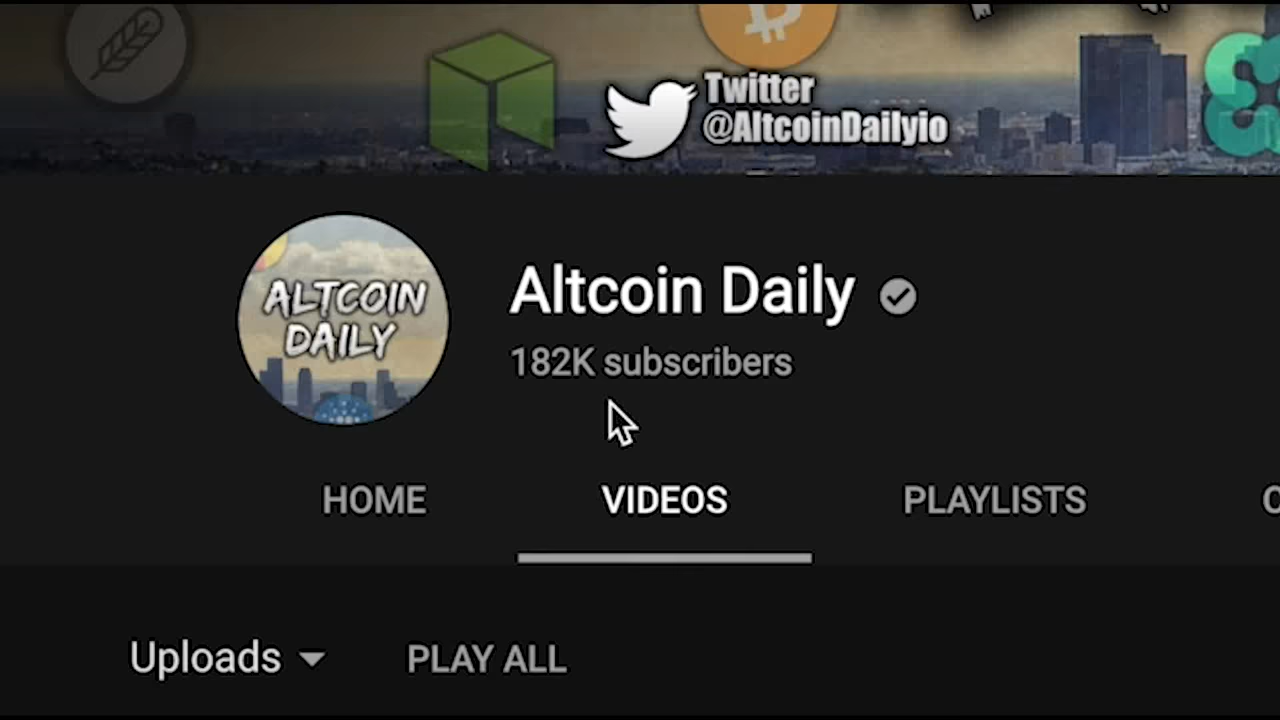 Twitter
@AltcoinDailyio
ALTCOIN
DAILY
Altcoin Daily
182K subscribers
HOME VIDEOS PLAYLISTS
Uploads PLAY ALL